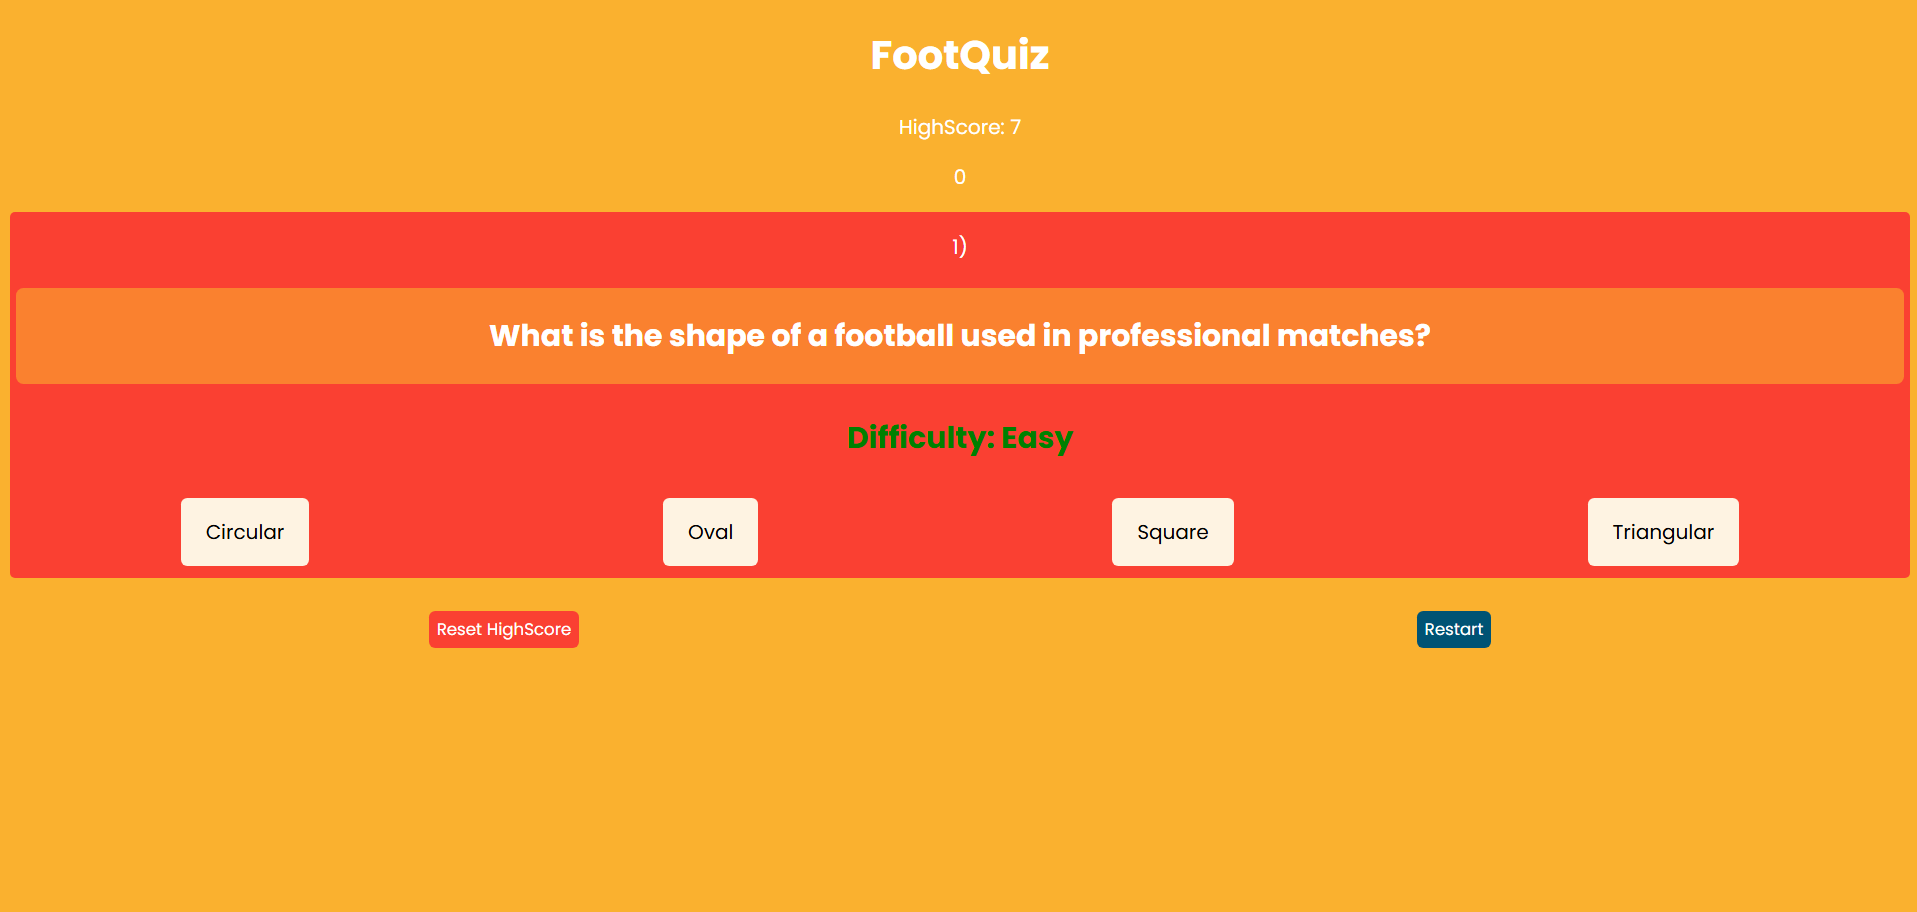 FootQuiz
HighScore: 7
0
1)
What is the shape of a football used in professional matches?
Difficulty: Easy
Circular
Oval
Square
Triangular
Reset HighScore
Restart